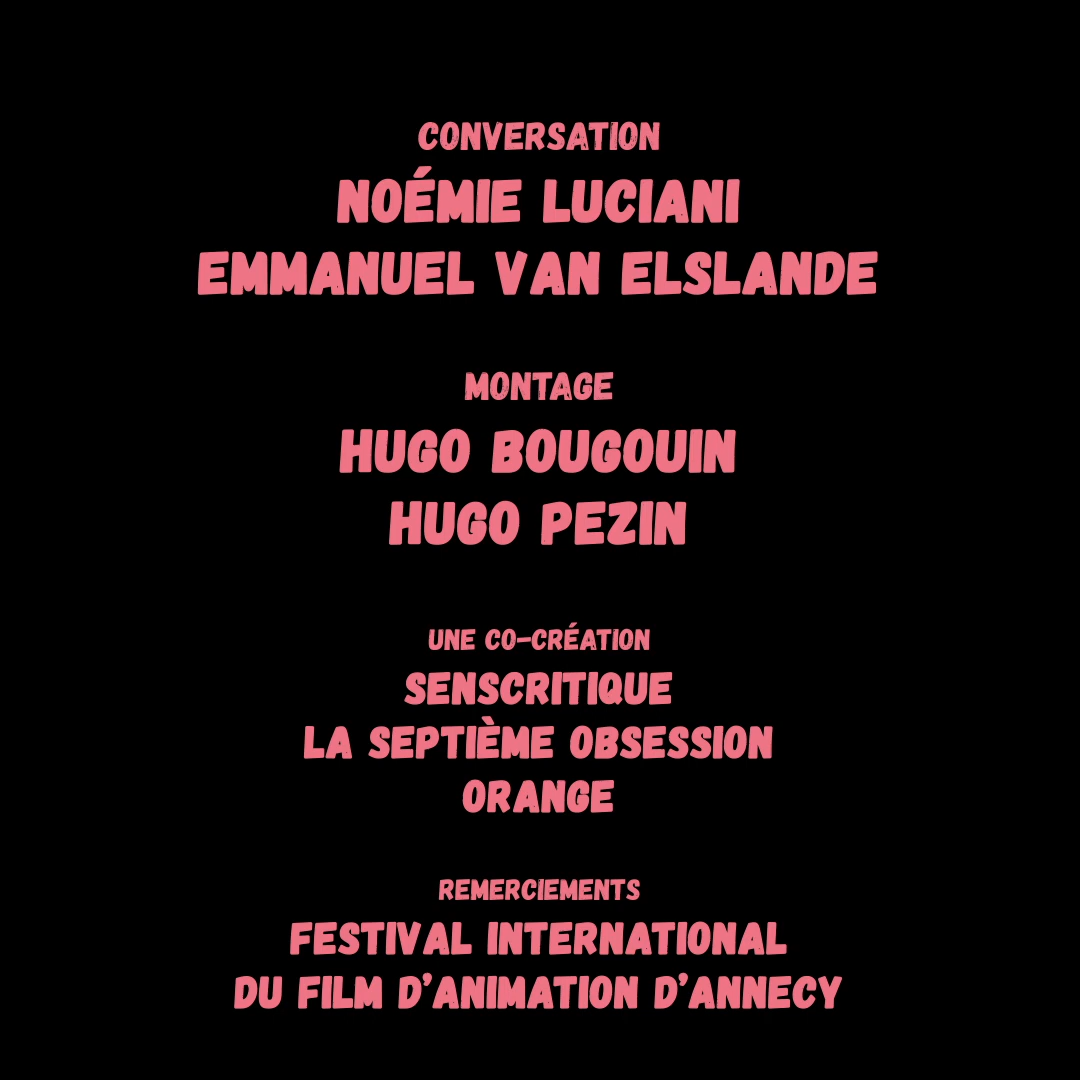 CONVERSATION
NOÉMIE LUCIANI
EMMANUEL VAN ELSLANDE
MONTAGE
HUGO BOUGOUIN
HUGO PEZIN
UNE CO-CRÉATION
SENSCRITIQUE
LA SEPTIÈME OBSESSION
ORANGE
REMERCIEMENTS
FESTIVAL INTERNATIONAL
DU FILM D’ANIMATION D’ANNECY